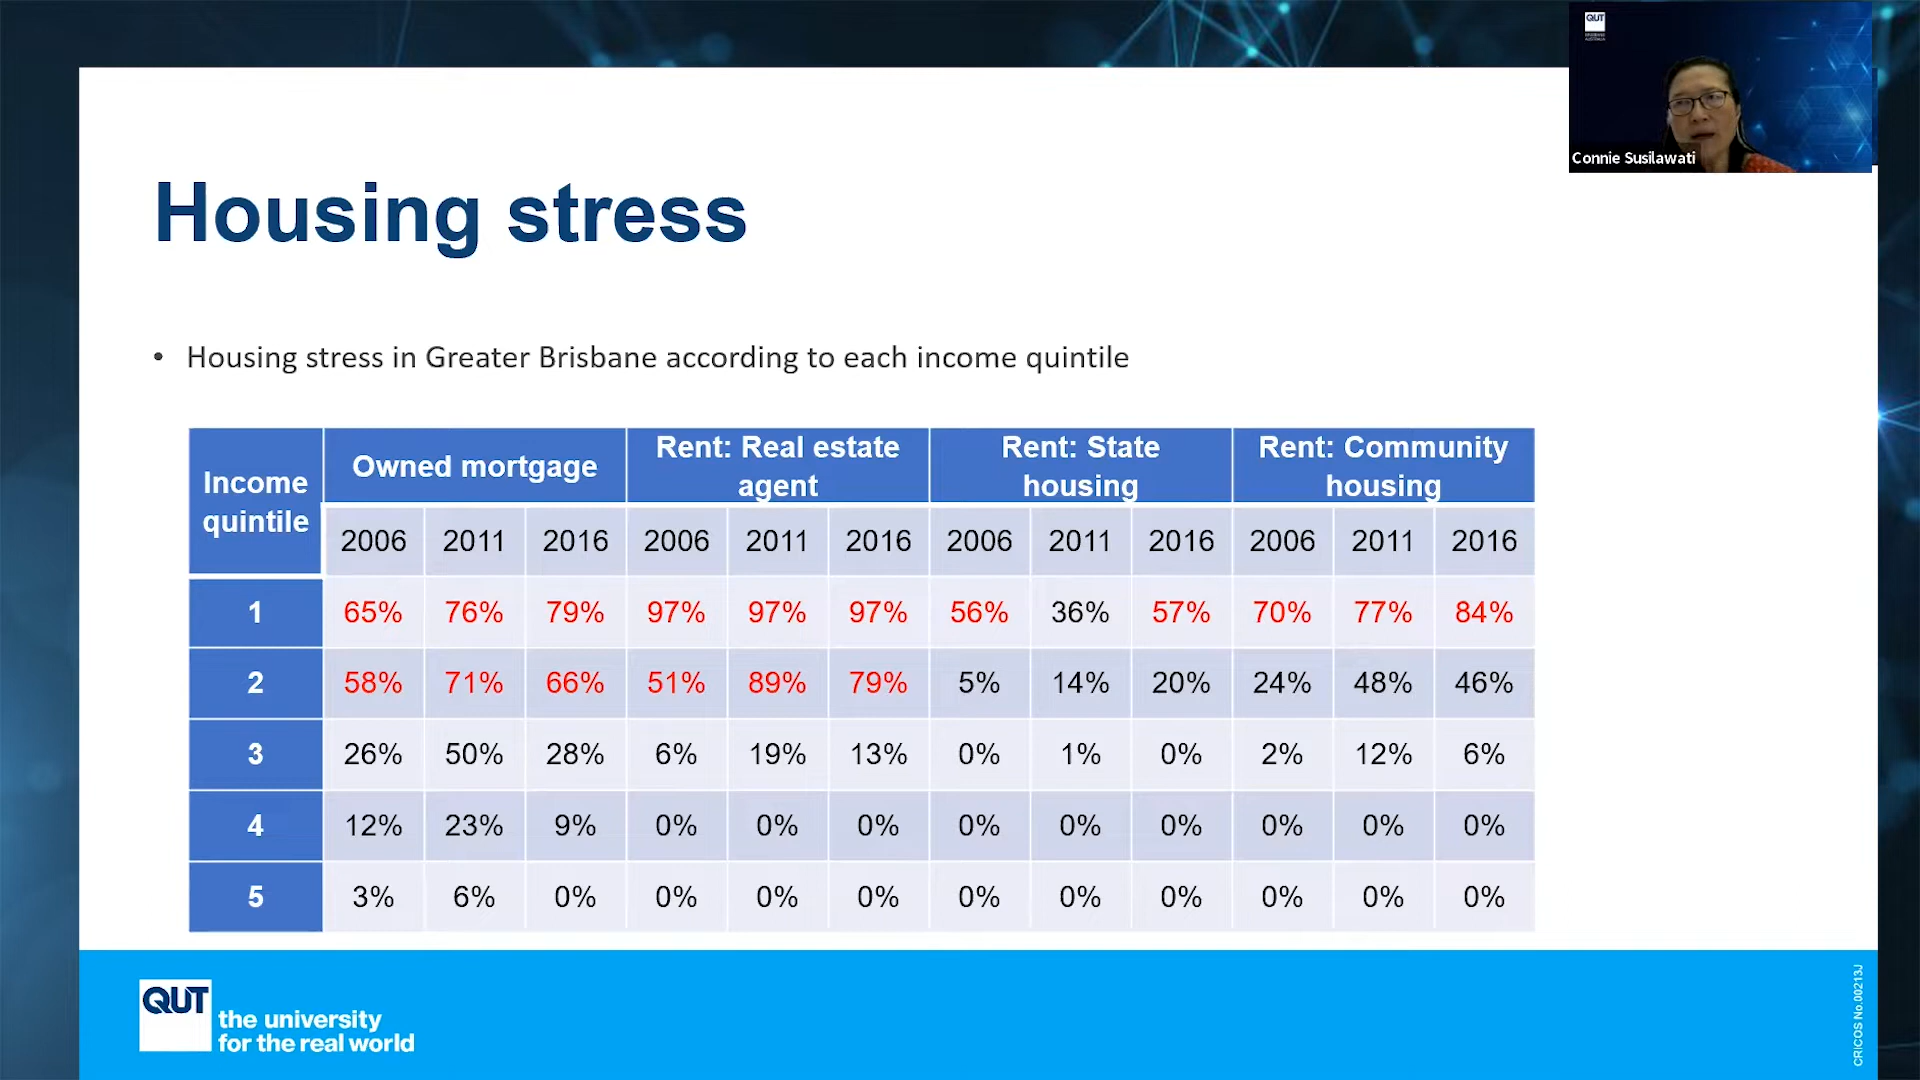 QUT
Connie Susilawati
Housing stress
• Housing stress in Greater Brisbane according to each income quintile
Income quintile Owned mortgage Rent: Real estate agent Rent: State housing Rent: Community housing
2006 2011 2016 2006 2011 2016 2006 2011 2016 2006 2011 2016
1 65% 76% 79% 97% 97% 97% 56% 36% 57% 70% 77% 84%
2 58% 71% 66% 51% 89% 79% 5% 14% 20% 24% 48% 46%
3 26% 50% 28% 6% 19% 13% 0% 1% 0% 2% 12% 6%
4 12% 23% 9% 0% 0% 0% 0% 0% 0% 0% 0% 0%
5 3% 6% 0% 0% 0% 0% 0% 0% 0% 0% 0% 0%
QUT
the university
for the real world
CRICOS No.00213J